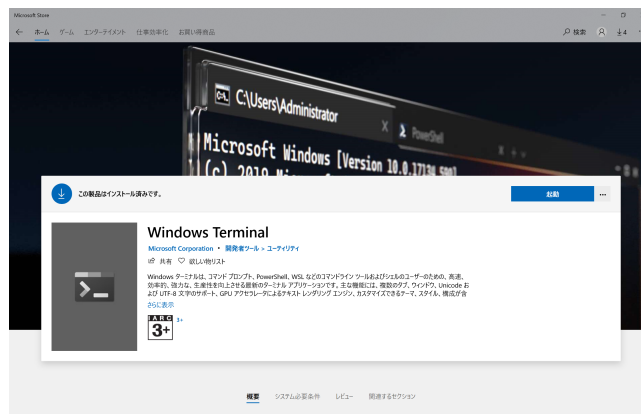 Microsoft Store
ホーム ゲーム エンターテイメント 仕事効率化 お買い得商品 検索 4
C:\Users\Administrator X PowerShell X + v
Microsoft Windows [Version 10.0.17134.590]
(c) 2019
この製品はインストール済みです。 起動 ...
Windows Terminal
Microsoft Corporation • 開発者ツール > ユーティリティ
共有 欲しい物リスト
Windows ターミナルは、コマンド プロンプト、PowerShell、WSL などのコマンドライン ツールおよびシェルのユーザーのための、高速、
効率的、強力な、生産性を向上させる最新のターミナル アプリケーションです。主な機能には、複数のタブ、ウィンドウ、Unicode お
よび UTF-8 文字のサポート、GPU アクセラレータによるテキスト レンダリング エンジン、カスタマイズできるテーマ、スタイル、構成が含
さらに表示
IARC 3+
3+
概要 システム必要条件 レビュー 関連するセクション